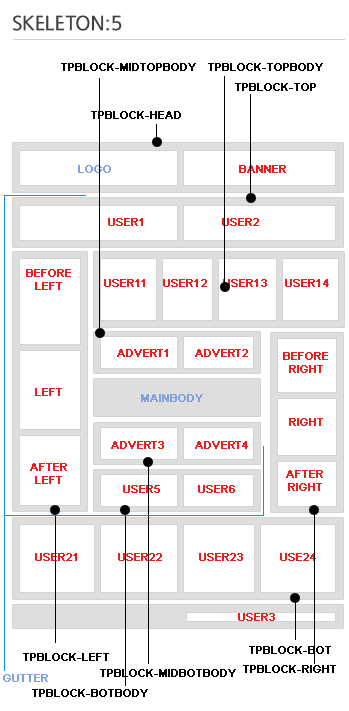 SKELETON:5
TPBLOCK-MIDTOPBODY
TPBLOCK-TOPBODY
TPBLOCK-TOP
TPBLOCK-HEAD
LOGO
BANNER
USER1
USER2
BEFORE
LEFT
USER11
USER12
USER13
USER14
ADVERT1
ADVERT2
BEFORE
RIGHT
LEFT
MAINBODY
RIGHT
ADVERT3
ADVERT4
AFTER
LEFT
AFTER
RIGHT
USER5
USER6
USER21
USER22
USER23
USE24
USER3
TPBLOCK-LEFT
TPBLOCK-BOT
TPBLOCK-MIDBOTBODY
TPBLOCK-RIGHT
GUTTER
TPBLOCK-BOTBODY